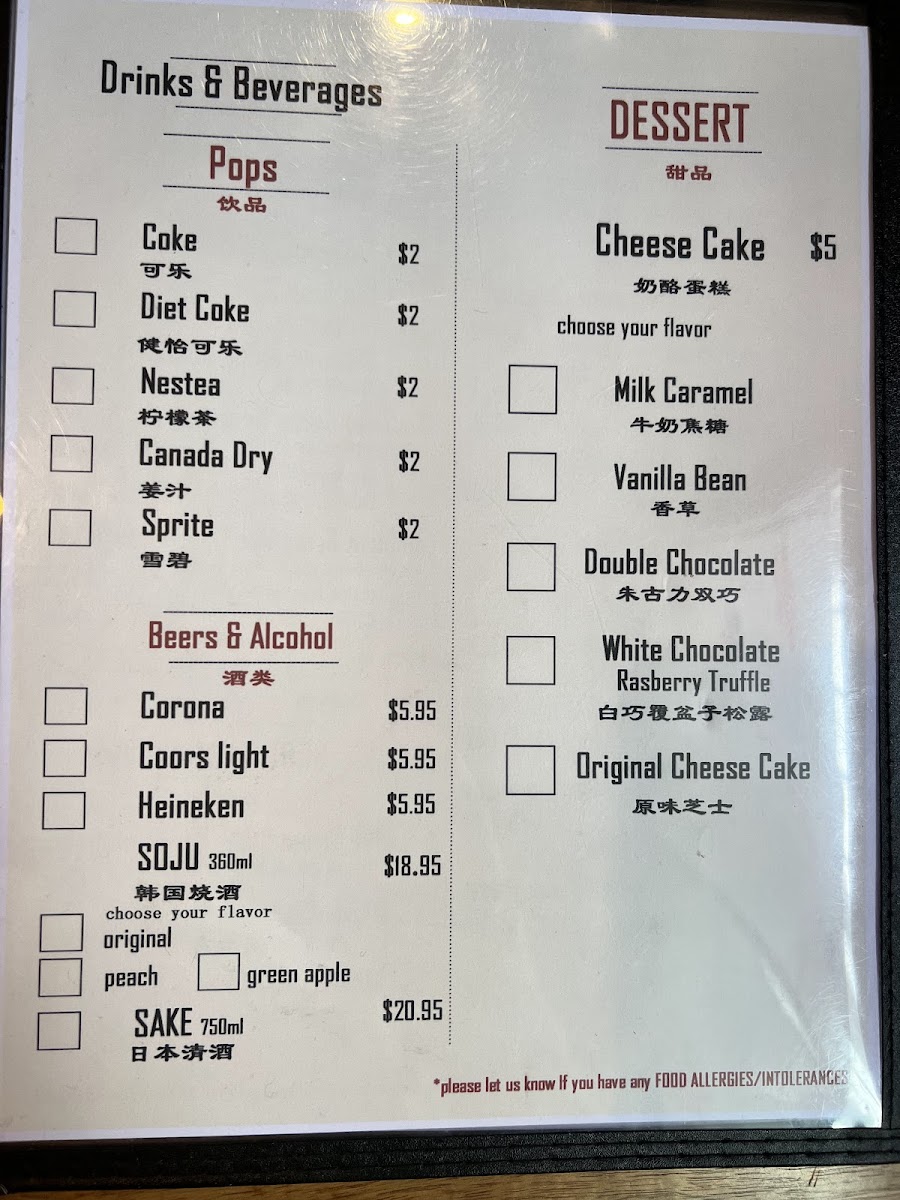 Drinks & Beverages
Pops
饮品
Coke $2
可乐
Diet Coke $2
健怡可乐
Nestea $2
柠檬茶
Canada Dry $2
姜汁
Sprite $2
雪碧
Beers & Alcohol
酒类
Corona $5.95
Coors light $5.95
Heineken $5.95
SOJU 360ml $18.95
韩国烧酒
choose your flavor
original
peach green apple
SAKE 750ml $20.95
日本清酒
DESSERT
甜品
Cheese Cake $5
奶酪蛋糕
choose your flavor
Milk Caramel
牛奶焦糖
Vanilla Bean
香草
Double Chocolate
朱古力双巧
White Chocolate
Rasberry Truffle
白巧覆盆子松露
Original Cheese Cake
原味芝士
*please let us know If you have any FOOD ALLERGIES/INTOLERANCES